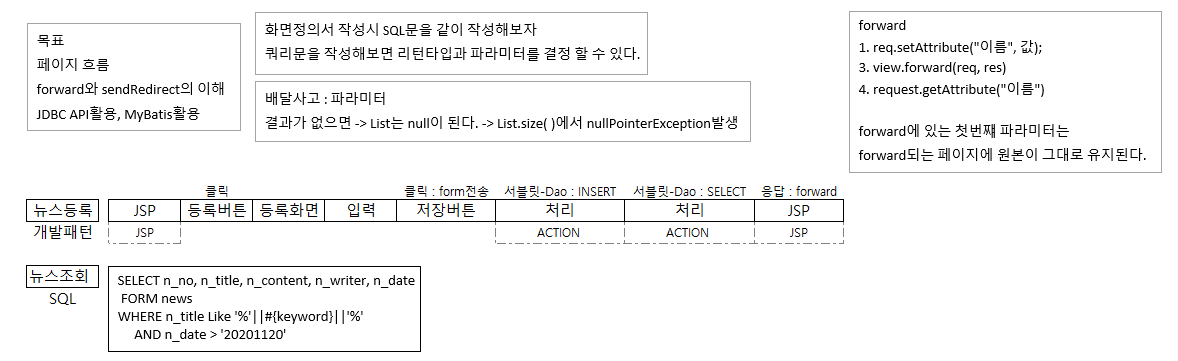 목표
페이지 흐름
forward와 sendRedirect의 이해
JDBC API활용, MyBatis활용
화면정의서 작성시 SQL문을 같이 작성해보자
쿼리문을 작성해보면 리턴타입과 파라미터를 결정 할 수 있다.
배달사고 : 파라미터
결과가 없으면 -> List는 null이 된다. -> List.size( )에서 nullPointerException발생
forward
1. req.setAttribute("이름", 값);
3. view.forward(req, res)
4. request.getAttribute("이름")
forward에 있는 첫번째 파라미터는
forward되는 페이지에 원본이 그대로 유지된다.
클릭 클릭 : form전송 서블릿-Dao : INSERT 서블릿-Dao : SELECT 응답 : forward
뉴스등록 JSP 등록버튼 등록화면 입력 저장버튼 처리 처리 JSP
개발패턴 JSP ACTION ACTION JSP
뉴스조회
SQL
SELECT n_no, n_title, n_content, n_writer, n_date
FORM news
WHERE n_title Like '%'||#{keyword}||'%'
AND n_date > '20201120'